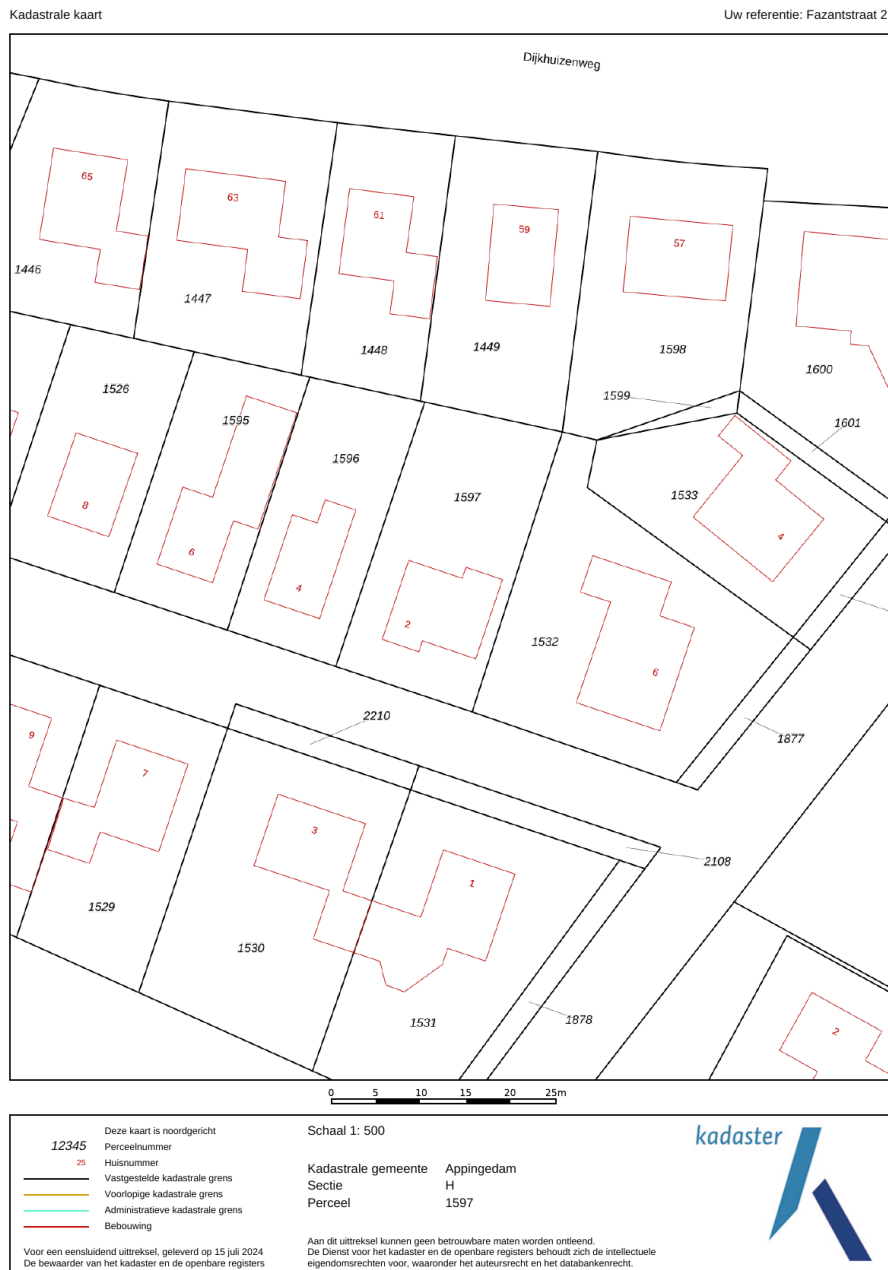 Kadastrale kaart
Uw referentie: Fazantstraat 2
Dijkhuizenweg
65
63
61
59
57
1446
1447
1448
1449
1598
1600
1599
1601
1526
1595
1596
1597
1533
8
6
4
2
4
1532
6
2210
1877
9
7
3
1
2108
1529
1530
1531
1878
2
0 5 10 15 20 25m
Deze kaart is noordgericht
12345 Perceelnummer
25 Huisnummer
Vastgestelde kadastrale grens
Voorlopige kadastrale grens
Administratieve kadastrale grens
Bebouwing
Voor een eensluidend uittreksel, geleverd op 15 juli 2024
De bewaarder van het kadaster en de openbare registers
Schaal 1: 500
Kadastrale gemeente Appingedam
Sectie H
Perceel 1597
Aan dit uittreksel kunnen geen betrouwbare maten worden ontleend.
De Dienst voor het kadaster en de openbare registers behoudt zich de intellectuele
eigendomsrechten voor, waaronder het auteursrecht en het databankenrecht.
kadaster